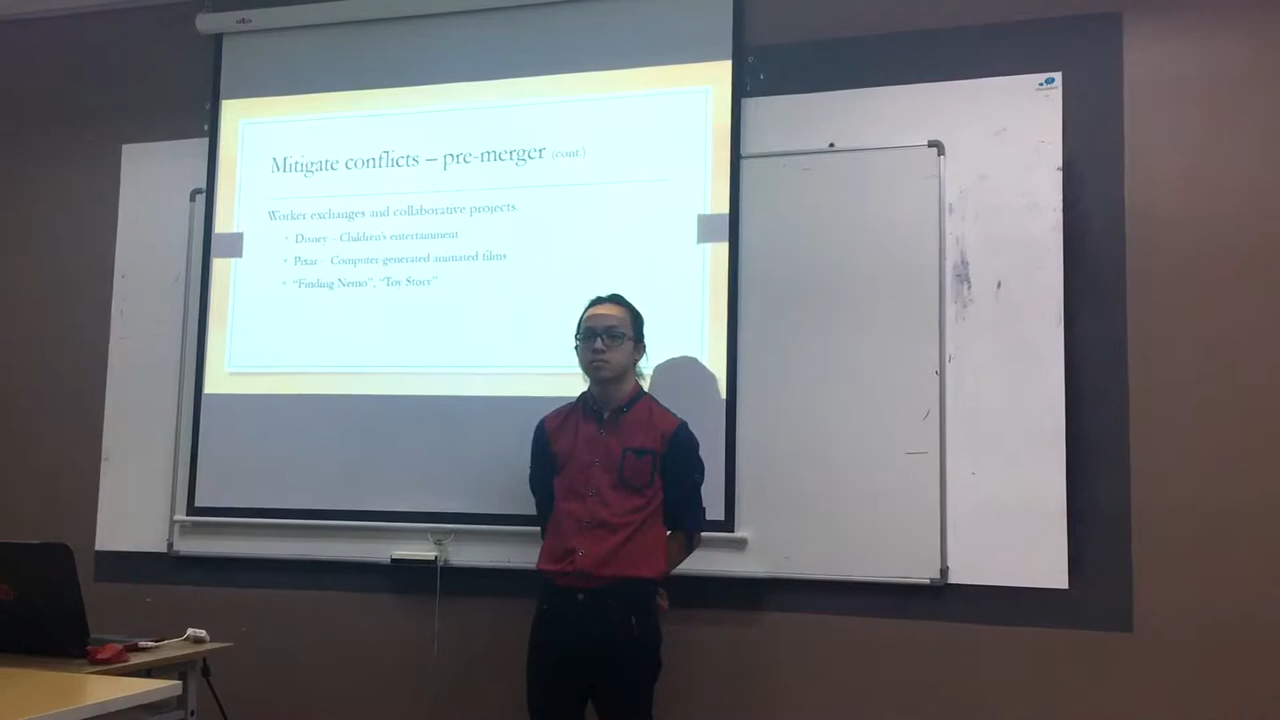 Mitigate conflicts – pre-merger (cont.)
Worker exchanges and collaborative projects.
• Disney – Children's entertainment
• Pixar – Computer generated animated films
• "Finding Nemo", "Toy Story"